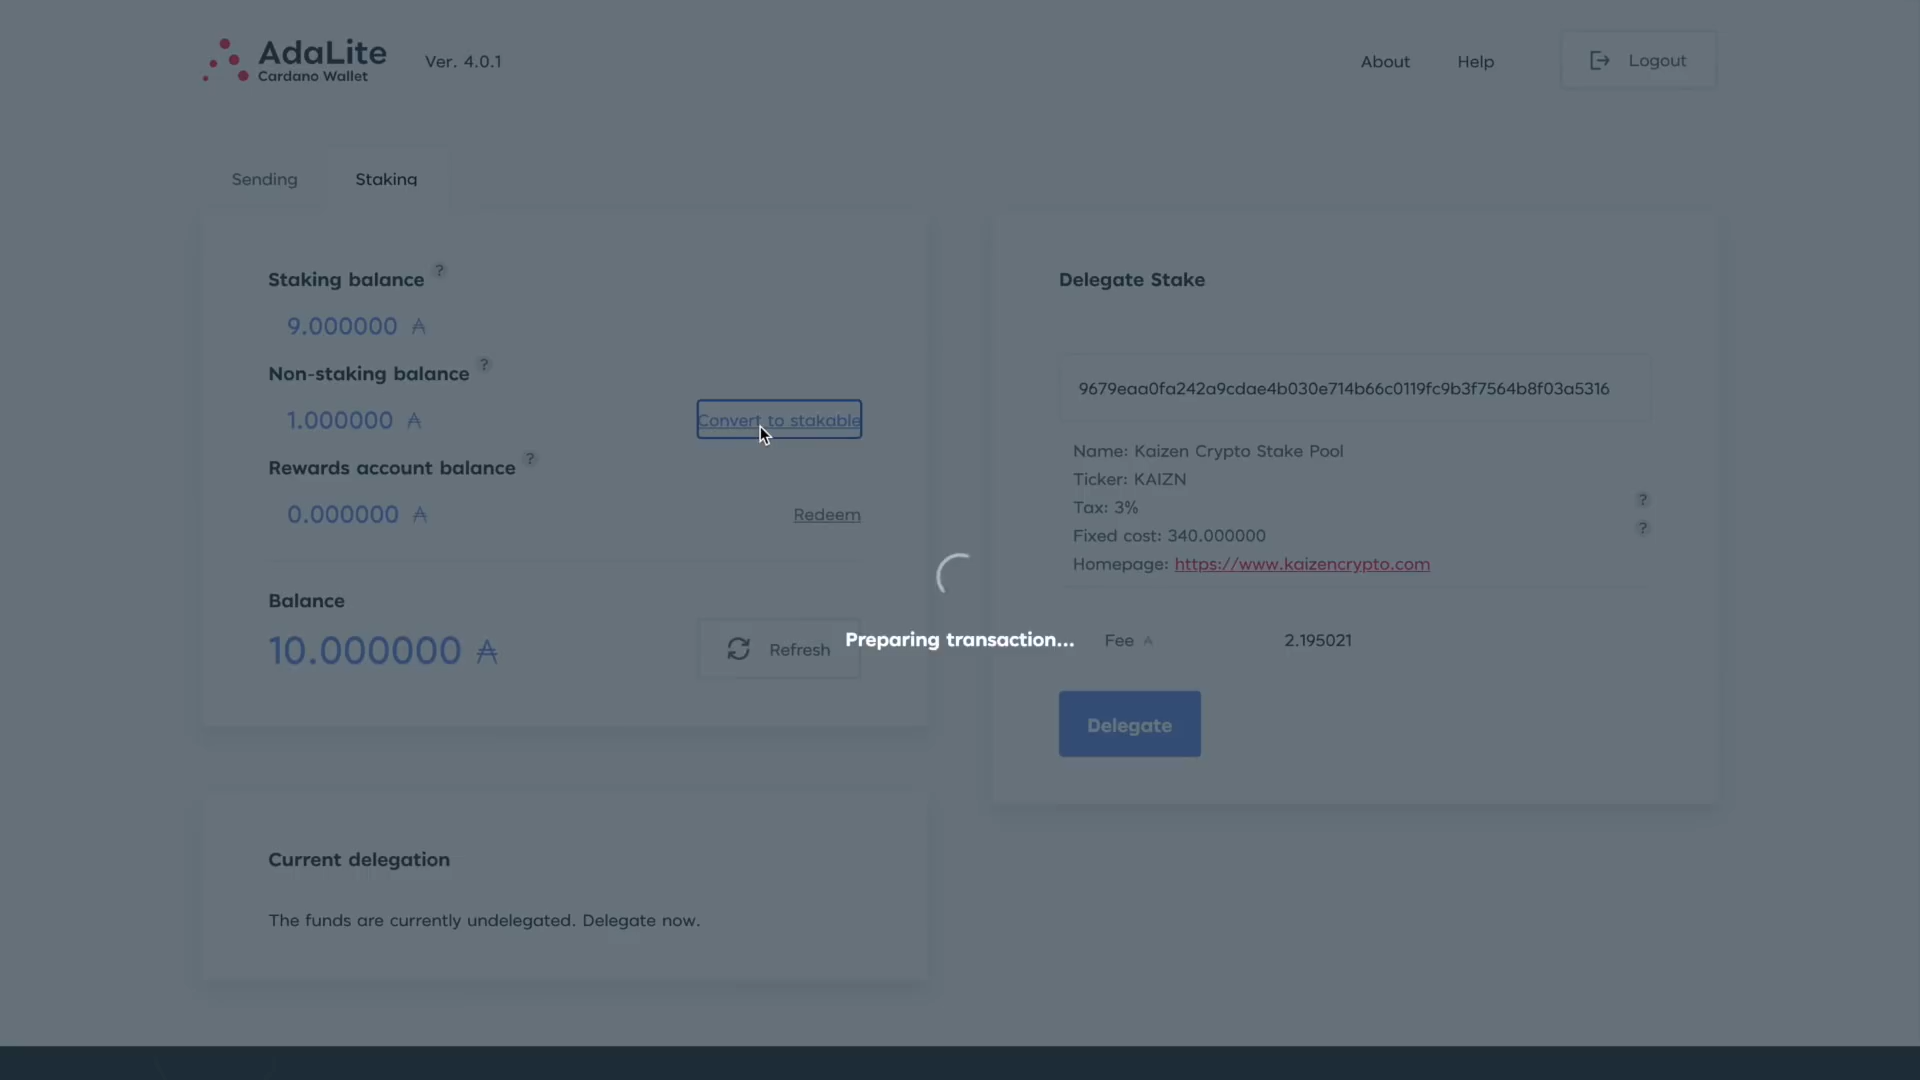 AdaLite
Cardano Wallet
Ver. 4.0.1
About
Help
Logout
Sending
Staking
Staking balance ?
9.000000 ₳
Non-staking balance ?
1.000000 ₳
Convert to stakable
Rewards account balance ?
0.000000 ₳
Redeem
Balance
10.000000 ₳
Refresh
Preparing transaction...
Delegate Stake
9679eaa0fa242a9cdae4b030e714b66c0119fc9b3f7564b8f03a5316
Name: Kaizen Crypto Stake Pool
Ticker: KAIZN
Tax: 3% ?
Fixed cost: 340.000000 ?
Homepage: https://www.kaizencrypto.com
Fee ₳ 2.195021
Delegate
Current delegation
The funds are currently undelegated. Delegate now.